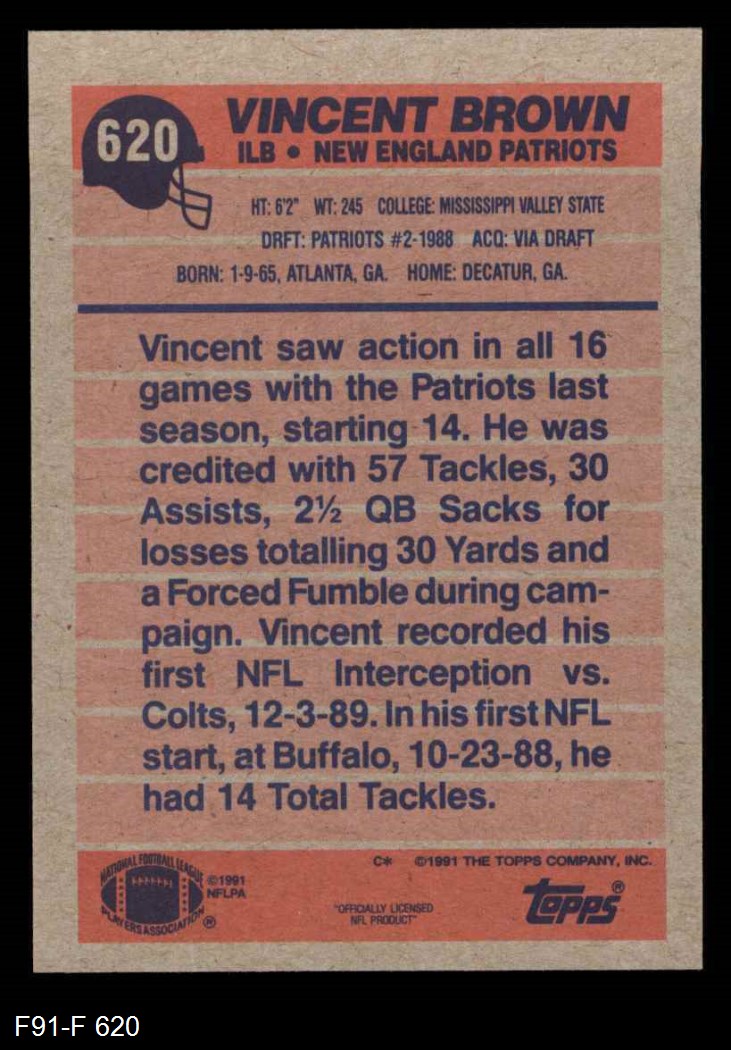 620
VINCENT BROWN
ILB • NEW ENGLAND PATRIOTS
HT: 6'2" WT: 245 COLLEGE: MISSISSIPPI VALLEY STATE
DRFT: PATRIOTS #2-1988 ACQ: VIA DRAFT
BORN: 1-9-65, ATLANTA, GA. HOME: DECATUR, GA.
Vincent saw action in all 16
games with the Patriots last
season, starting 14. He was
credited with 57 Tackles, 30
Assists, 2½ QB Sacks for
losses totalling 30 Yards and
a Forced Fumble during cam-
paign. Vincent recorded his
first NFL Interception vs.
Colts, 12-3-89. In his first NFL
start, at Buffalo, 10-23-88, he
had 14 Total Tackles.
C* ©1991 THE TOPPS COMPANY, INC.
NATIONAL FOOTBALL LEAGUE
PLAYERS ASSOCIATION ®
©1991
NFLPA
"OFFICIALLY LICENSED
NFL PRODUCT"
topps®
F91-F 620